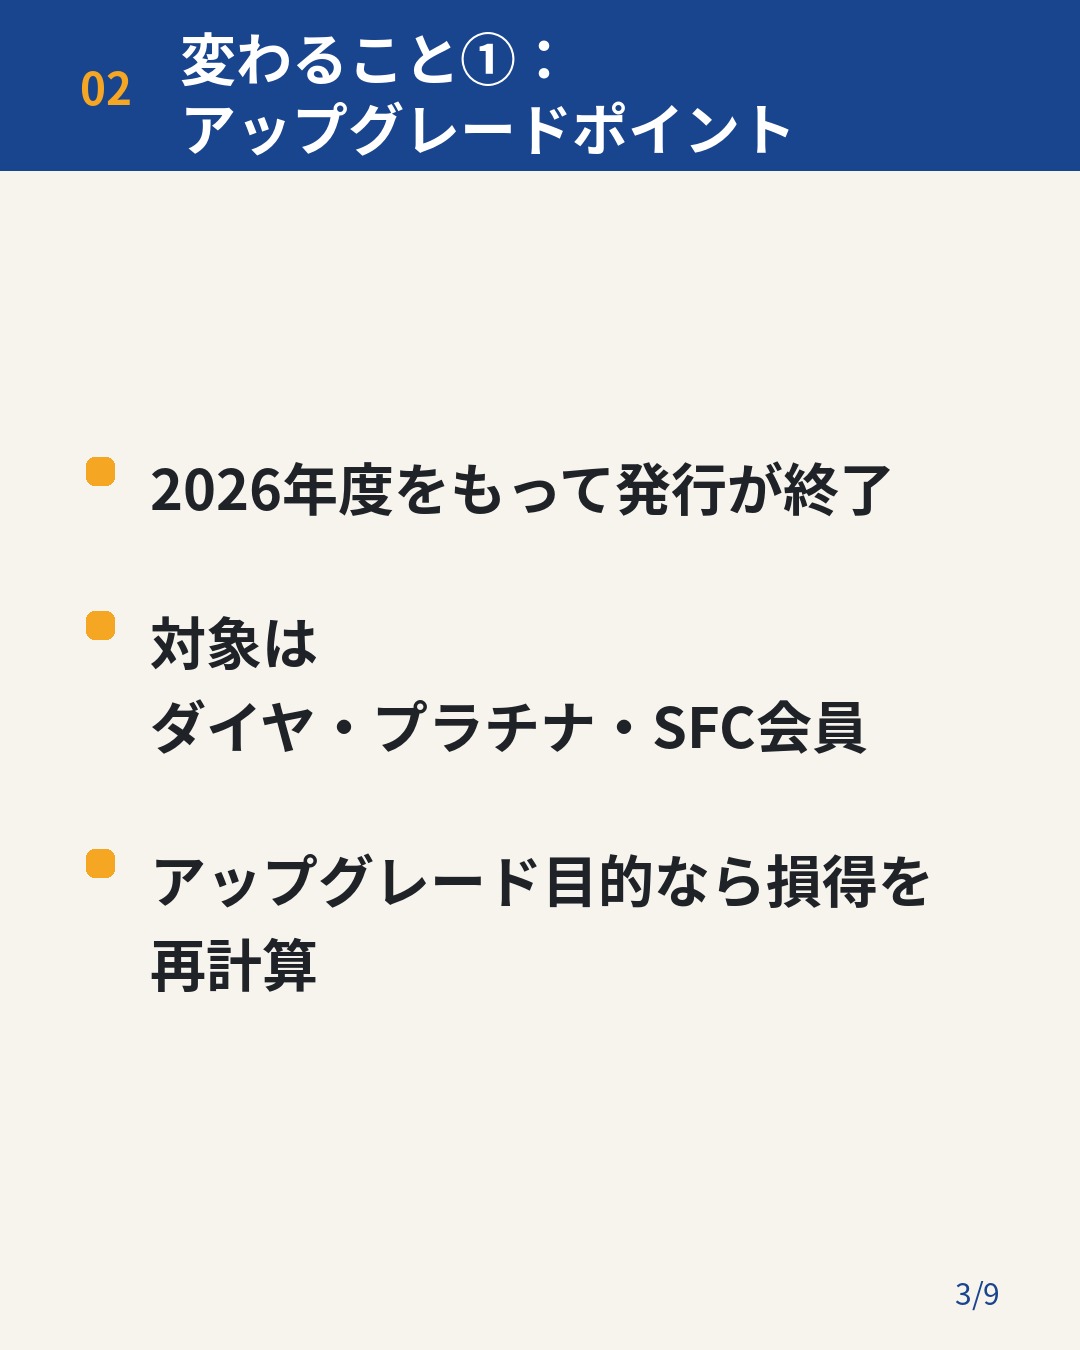 02
変わること①：
アップグレードポイント
2026年度をもって発行が終了
対象は
ダイヤ・プラチナ・SFC会員
アップグレード目的なら損得を
再計算
3/9